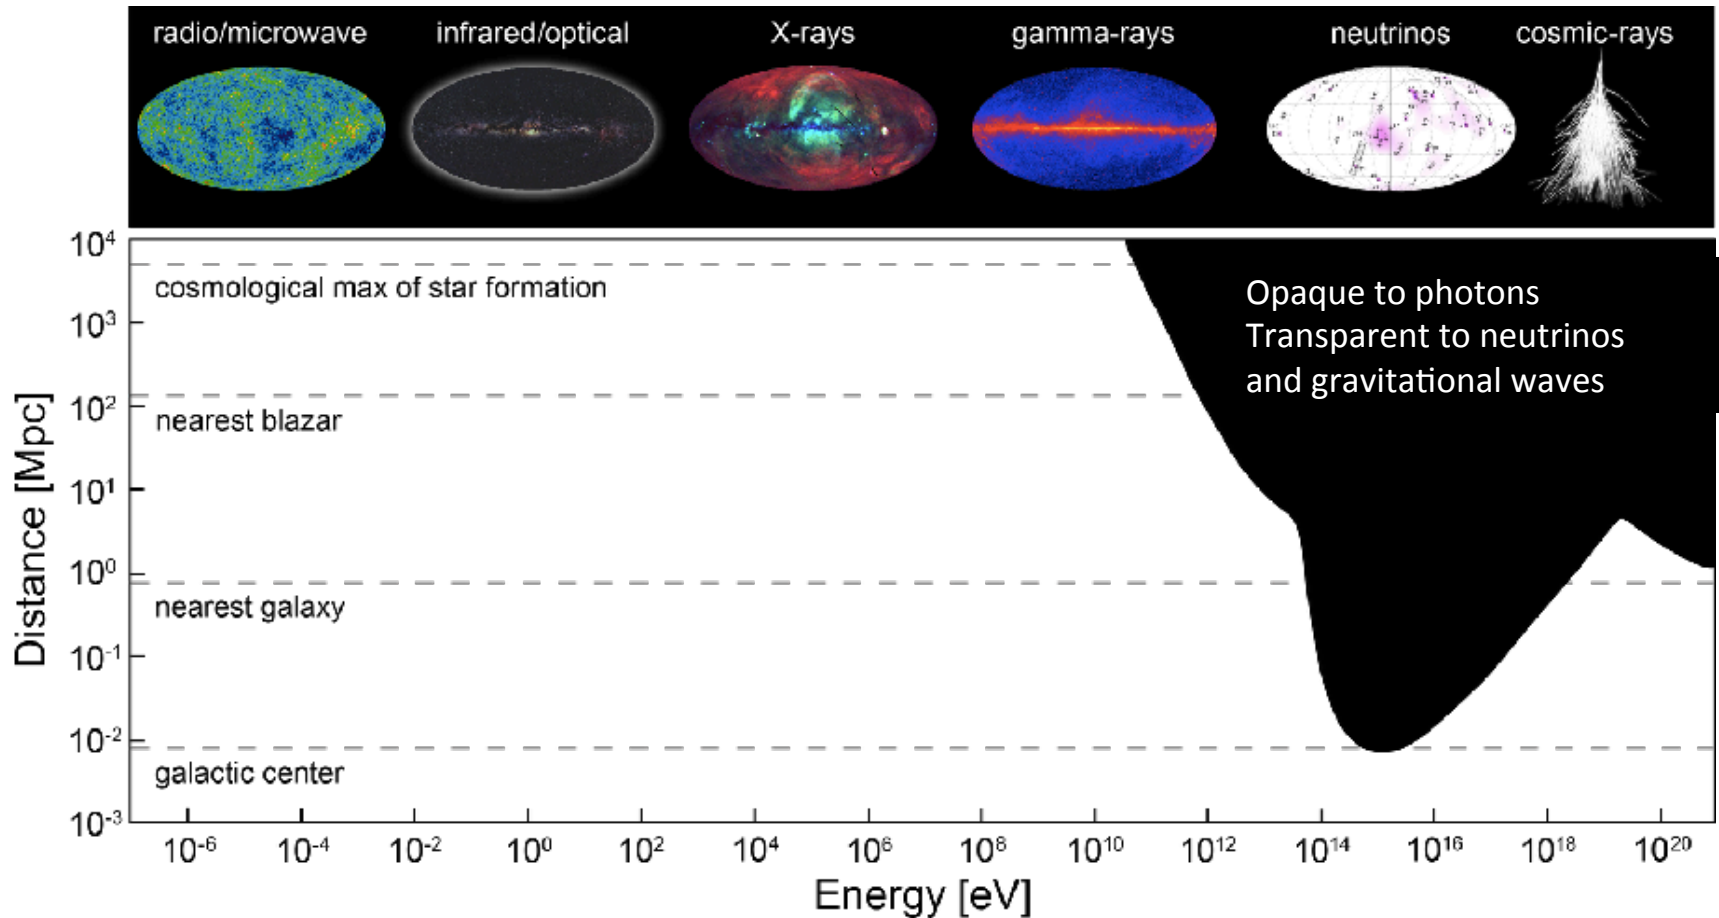 radio/microwave infrared/optical X-rays gamma-rays neutrinos cosmic-rays
10⁴
cosmological max of star formation
Opaque to photons
Transparent to neutrinos
and gravitational waves
10³
10²
nearest blazar
10¹
10⁰
nearest galaxy
10⁻¹
10⁻²
galactic center
10⁻³
Distance [Mpc]
10⁻⁶ 10⁻⁴ 10⁻² 10⁰ 10² 10⁴ 10⁶ 10⁸ 10¹⁰ 10¹² 10¹⁴ 10¹⁶ 10¹⁸ 10²⁰
Energy [eV]